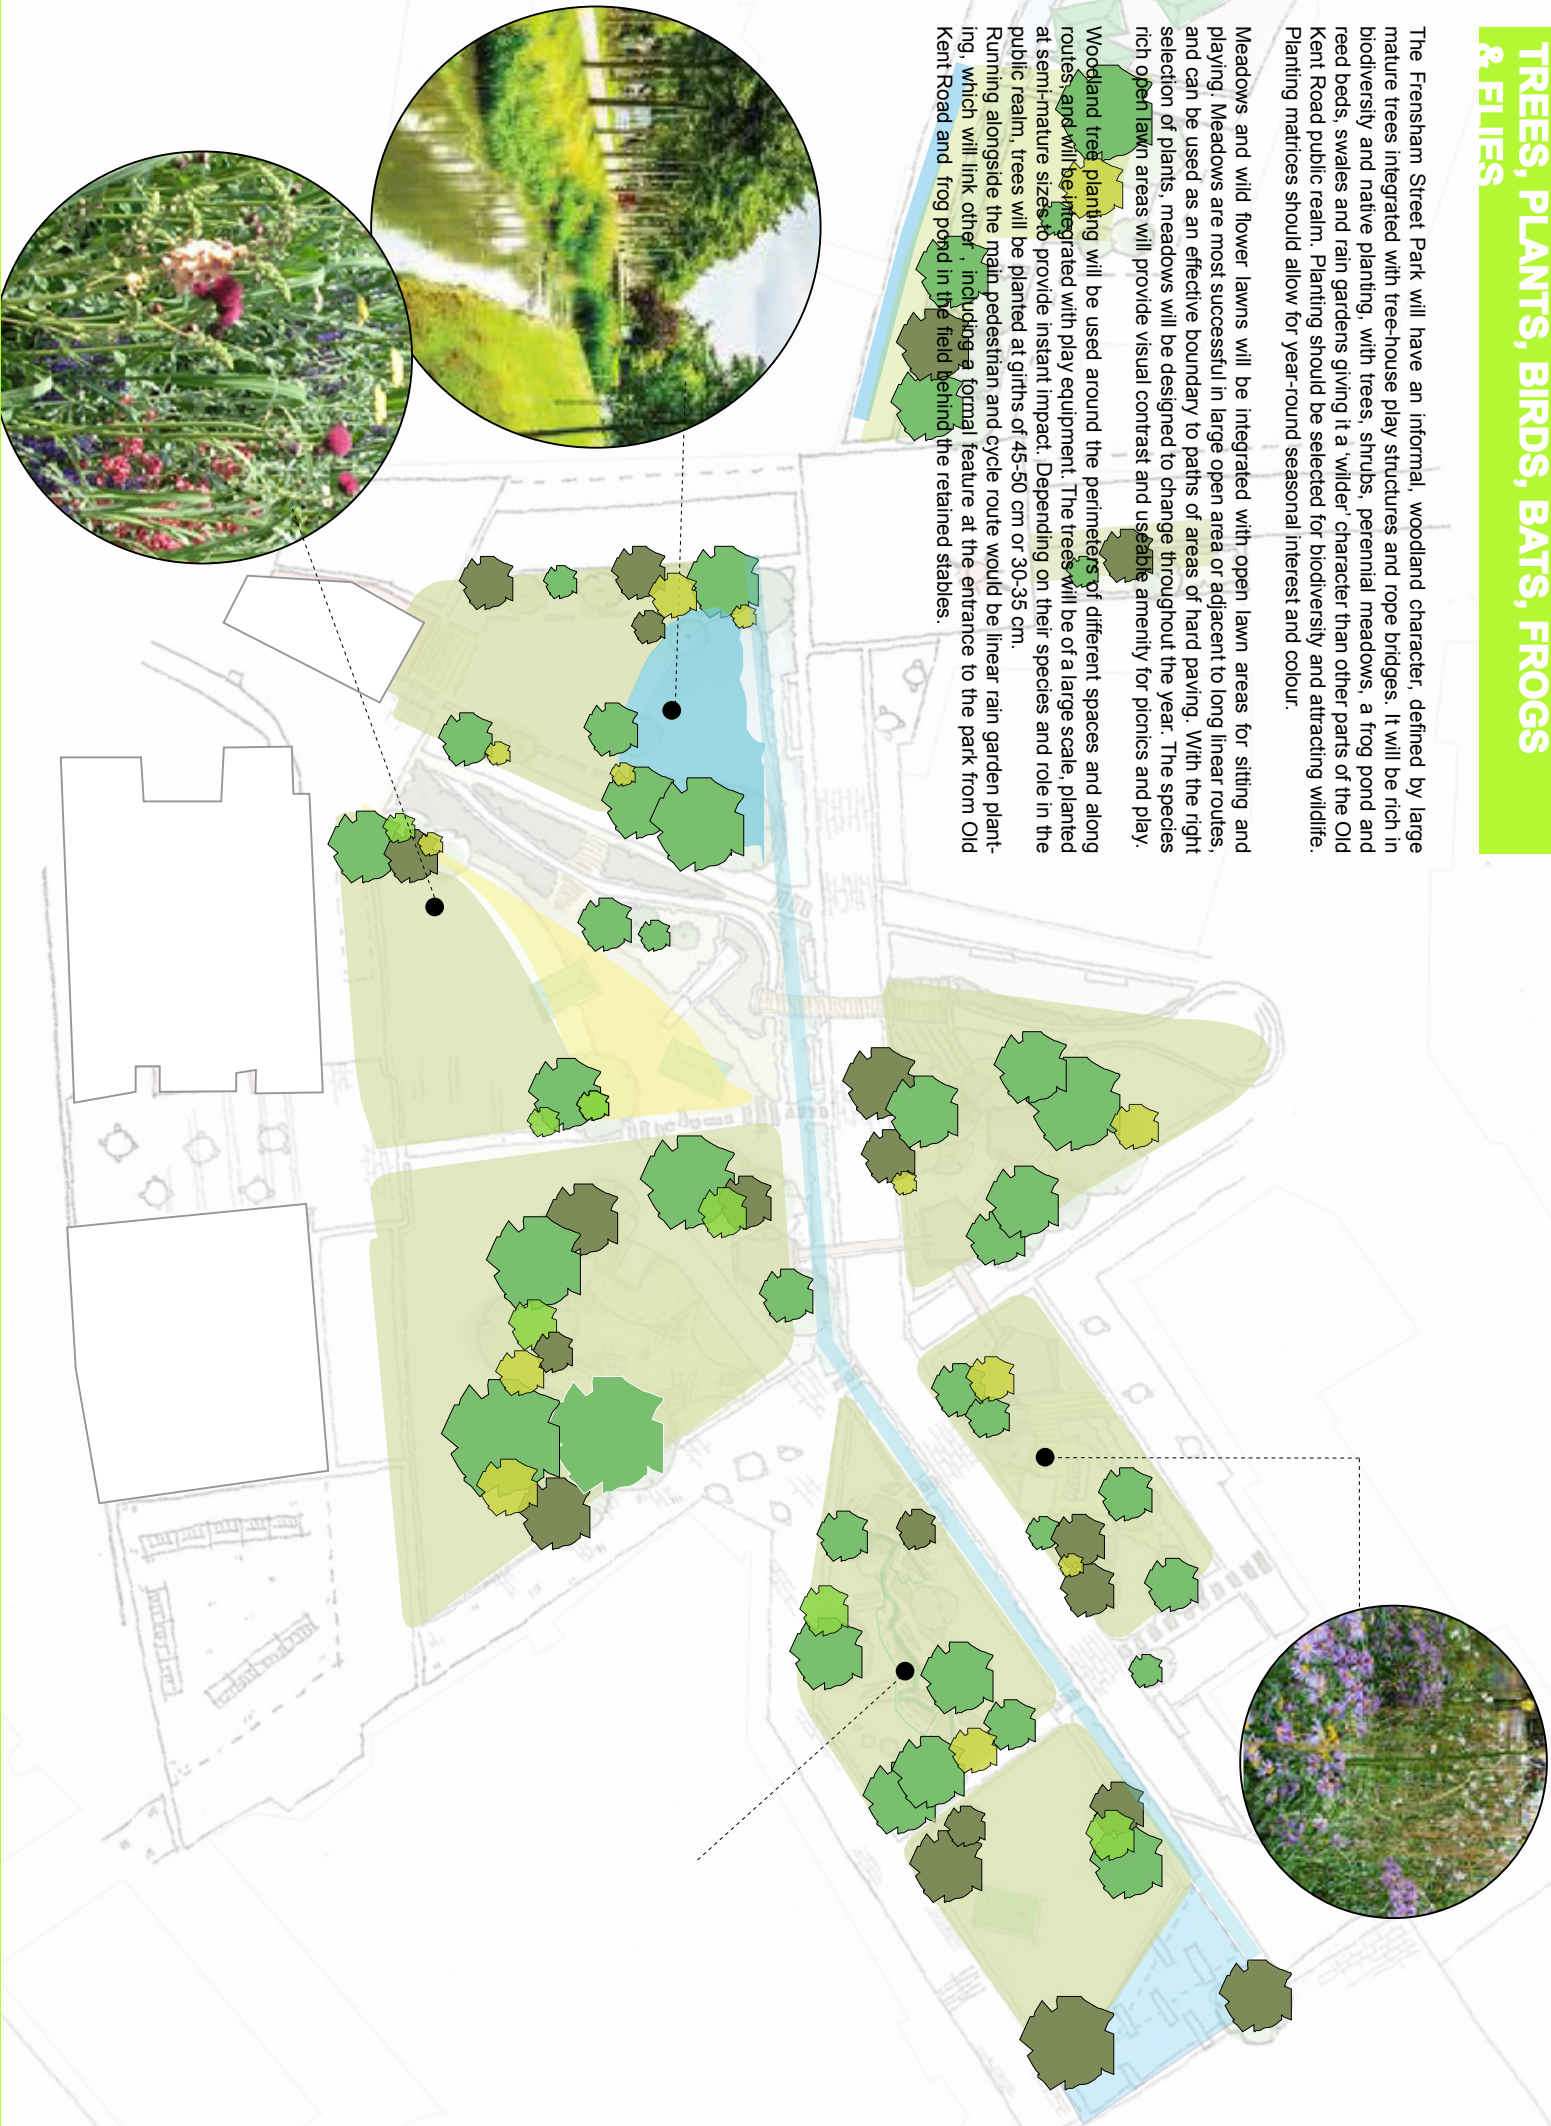 TREES, PLANTS, BIRDS, BATS, FROGS
& FLIES
The Frensham Street Park will have an informal, woodland character, defined by large
mature trees integrated with tree-house play structures and rope bridges. It will be rich in
biodiversity and native planting, with trees, shrubs, perennial meadows, a frog pond and
reed beds, swales and rain gardens giving it a 'wilder' character than other parts of the Old
Kent Road public realm. Planting should be selected for biodiversity and attracting wildlife.
Planting matrices should allow for year-round seasonal interest and colour.
Meadows and wild flower lawns will be integrated with open lawn areas for sitting and
playing. Meadows are most successful in large open area or adjacent to long linear routes,
and can be used as an effective boundary to paths of areas of hard paving. With the right
selection of plants, meadows will be designed to change throughout the year. The species
rich open lawn areas will provide visual contrast and useable amenity for picnics and play.
Woodland tree planting will be used around the perimeters of different spaces and along
routes, and will be integrated with play equipment. The trees will be of a large scale, planted
at semi-mature sizes to provide instant impact. Depending on their species and role in the
public realm, trees will be planted at girths of 45-50 cm or 30-35 cm.
Running alongside the main pedestrian and cycle route would be linear rain garden plant-
ing, which will link other , including a formal feature at the entrance to the park from Old
Kent Road and frog pond in the field behind the retained stables.